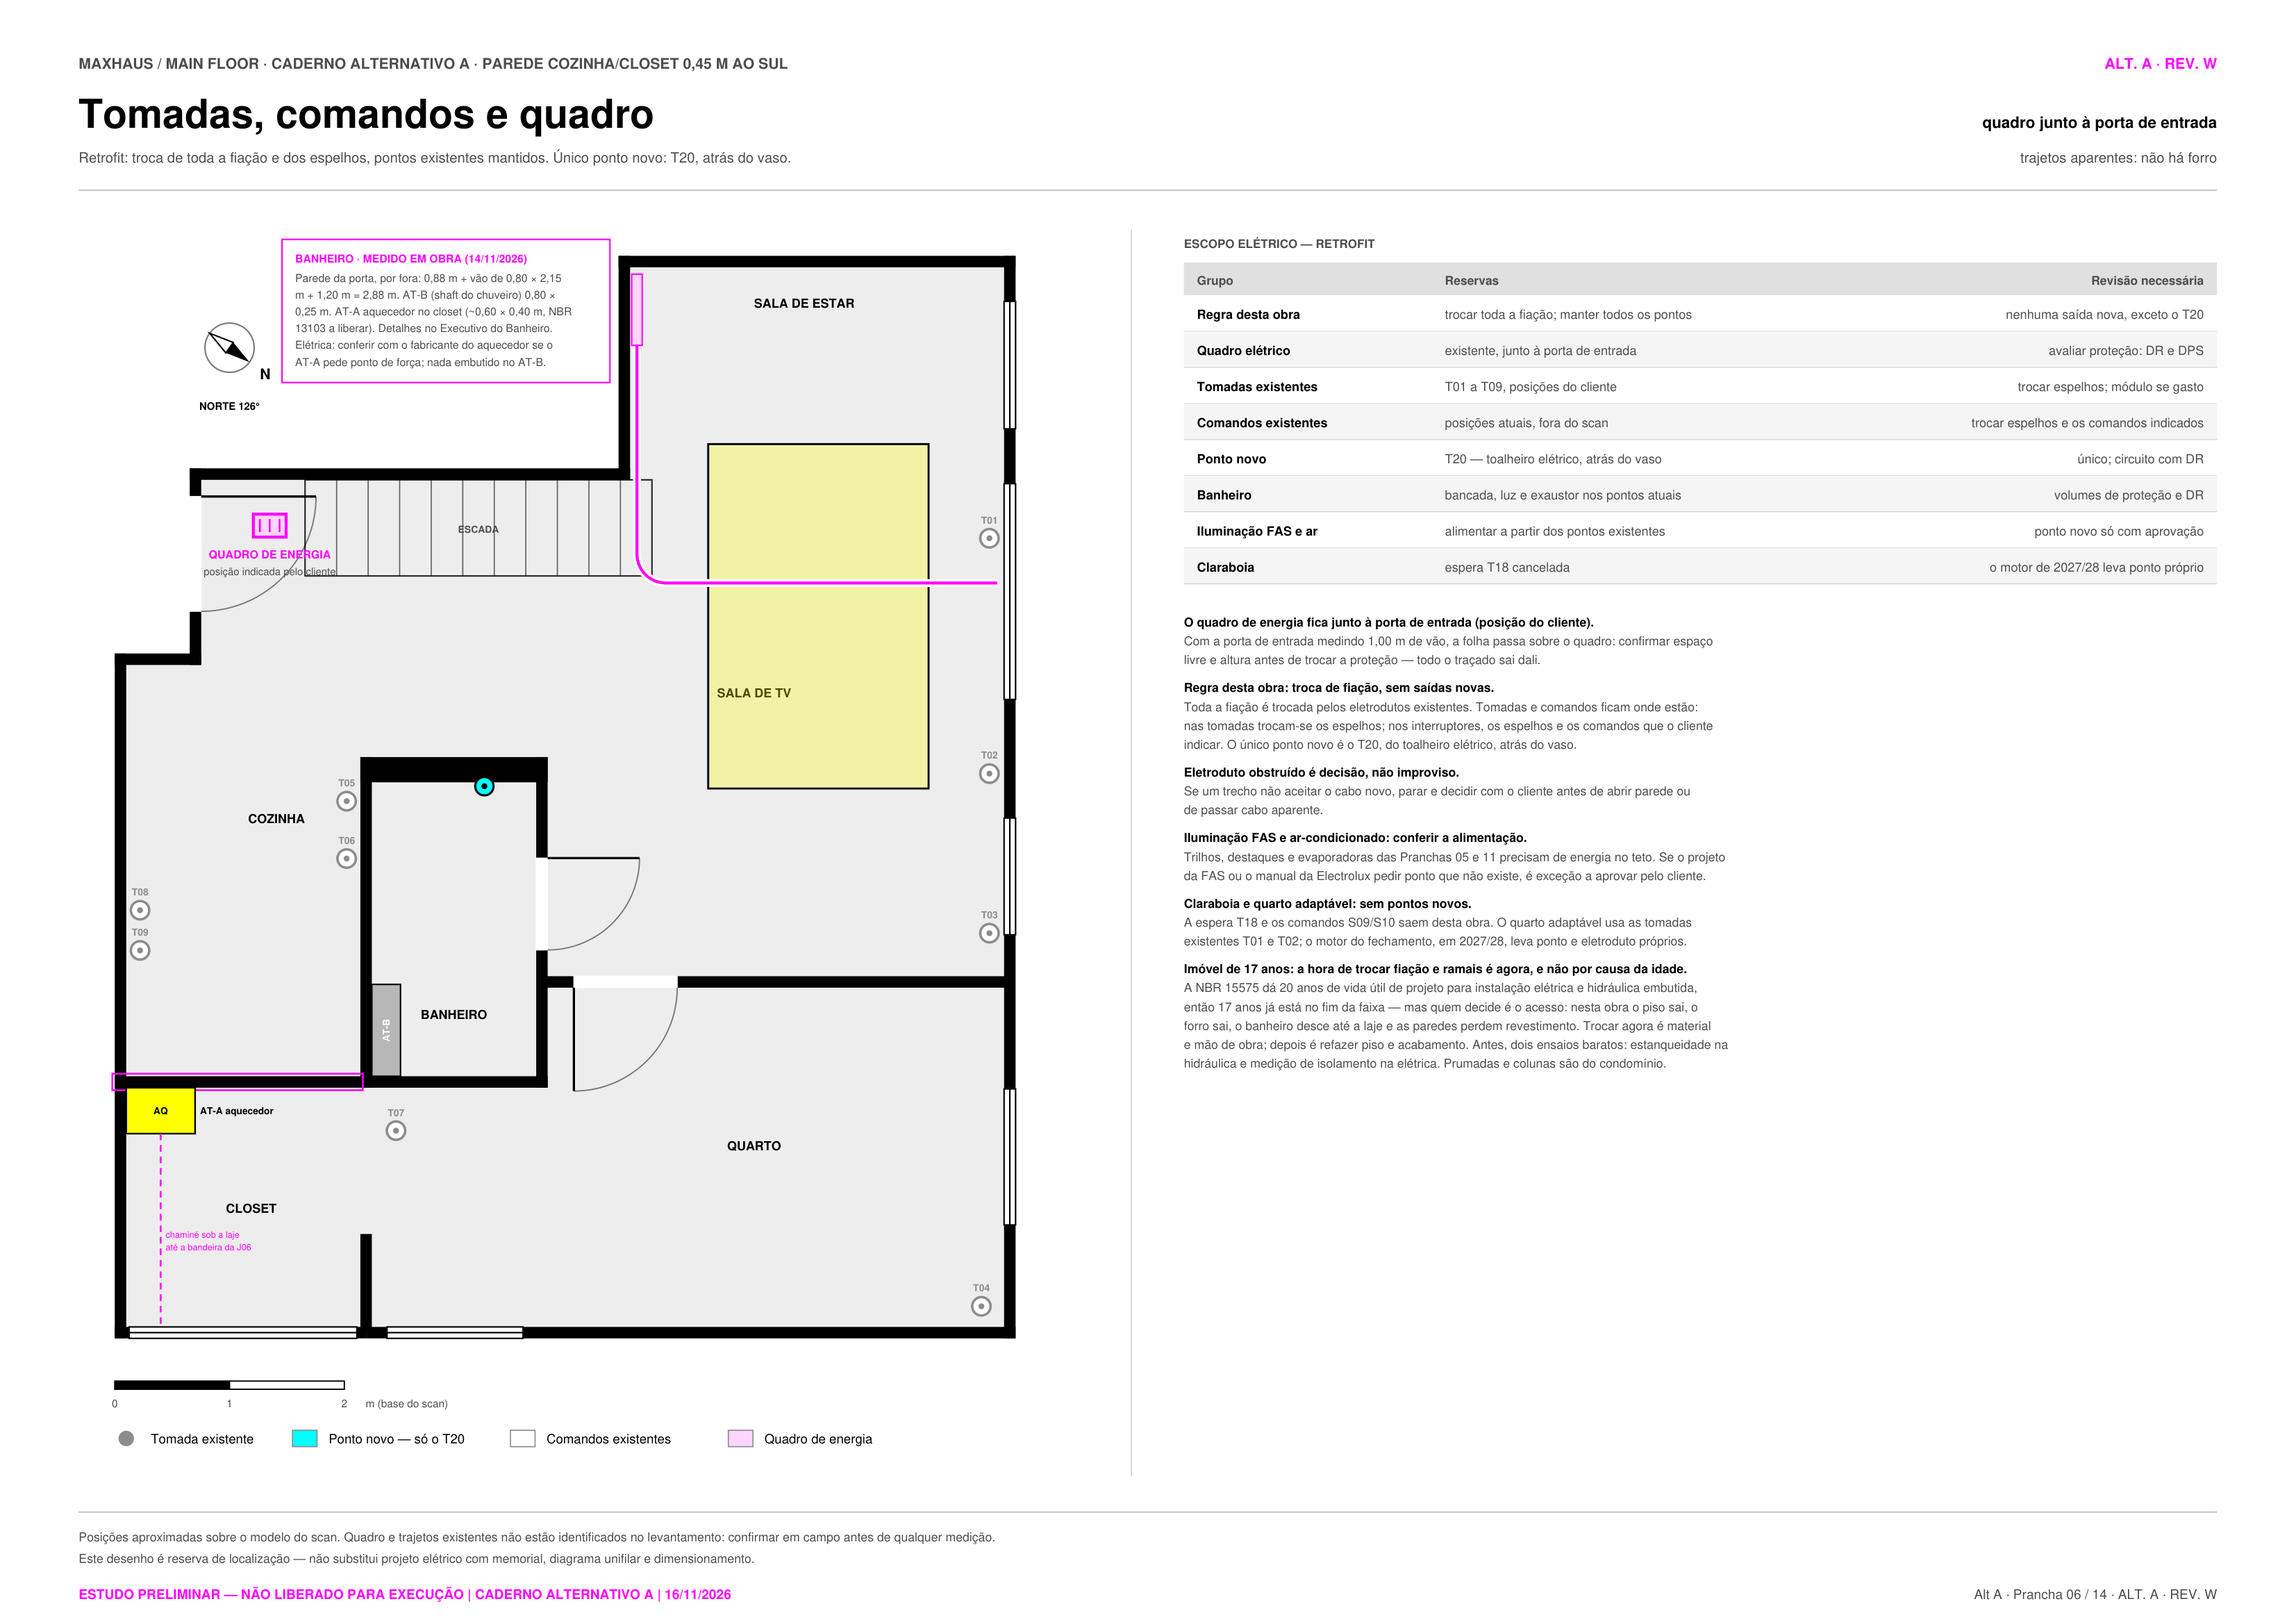 MAXHAUS / MAIN FLOOR · CADERNO ALTERNATIVO A · PAREDE COZINHA/CLOSET 0,45 M AO SUL
ALT. A · REV. W
Tomadas, comandos e quadro
quadro junto à porta de entrada
Retrofit: troca de toda a fiação e dos espelhos, pontos existentes mantidos. Único ponto novo: T20, atrás do vaso.
trajetos aparentes: não há forro
BANHEIRO · MEDIDO EM OBRA (14/11/2026)
Parede da porta, por fora: 0,88 m + vão de 0,80 × 2,15
m + 1,20 m = 2,88 m. AT-B (shaft do chuveiro) 0,80 ×
0,25 m. AT-A aquecedor no closet (~0,60 × 0,40 m, NBR
13103 a liberar). Detalhes no Executivo do Banheiro.
Elétrica: conferir com o fabricante do aquecedor se o
AT-A pede ponto de força; nada embutido no AT-B.
N
NORTE 126°
SALA DE ESTAR
ESCADA
QUADRO DE ENERGIA
posição indicada pelo cliente
T01
SALA DE TV
T02
T05
COZINHA
T06
T08
T09
T03
BANHEIRO
AT-B
AQ
AT-A aquecedor
T07
QUARTO
CLOSET
chaminé sob a laje
até a bandeira da J06
T04
0 1 2 m (base do scan)
Tomada existente
Ponto novo — só o T20
Comandos existentes
Quadro de energia
ESCOPO ELÉTRICO — RETROFIT
Grupo Reservas Revisão necessária
Regra desta obra trocar toda a fiação; manter todos os pontos nenhuma saída nova, exceto o T20
Quadro elétrico existente, junto à porta de entrada avaliar proteção: DR e DPS
Tomadas existentes T01 a T09, posições do cliente trocar espelhos; módulo se gasto
Comandos existentes posições atuais, fora do scan trocar espelhos e os comandos indicados
Ponto novo T20 — toalheiro elétrico, atrás do vaso único; circuito com DR
Banheiro bancada, luz e exaustor nos pontos atuais volumes de proteção e DR
Iluminação FAS e ar alimentar a partir dos pontos existentes ponto novo só com aprovação
Claraboia espera T18 cancelada o motor de 2027/28 leva ponto próprio
O quadro de energia fica junto à porta de entrada (posição do cliente).
Com a porta de entrada medindo 1,00 m de vão, a folha passa sobre o quadro: confirmar espaço
livre e altura antes de trocar a proteção — todo o traçado sai dali.
Regra desta obra: troca de fiação, sem saídas novas.
Toda a fiação é trocada pelos eletrodutos existentes. Tomadas e comandos ficam onde estão:
nas tomadas trocam-se os espelhos; nos interruptores, os espelhos e os comandos que o cliente
indicar. O único ponto novo é o T20, do toalheiro elétrico, atrás do vaso.
Eletroduto obstruído é decisão, não improviso.
Se um trecho não aceitar o cabo novo, parar e decidir com o cliente antes de abrir parede ou
de passar cabo aparente.
Iluminação FAS e ar-condicionado: conferir a alimentação.
Trilhos, destaques e evaporadoras das Pranchas 05 e 11 precisam de energia no teto. Se o projeto
da FAS ou o manual da Electrolux pedir ponto que não existe, é exceção a aprovar pelo cliente.
Claraboia e quarto adaptável: sem pontos novos.
A espera T18 e os comandos S09/S10 saem desta obra. O quarto adaptável usa as tomadas
existentes T01 e T02; o motor do fechamento, em 2027/28, leva ponto e eletroduto próprios.
Imóvel de 17 anos: a hora de trocar fiação e ramais é agora, e não por causa da idade.
A NBR 15575 dá 20 anos de vida útil de projeto para instalação elétrica e hidráulica embutida,
então 17 anos já está no fim da faixa — mas quem decide é o acesso: nesta obra o piso sai, o
forro sai, o banheiro desce até a laje e as paredes perdem revestimento. Trocar agora é material
e mão de obra; depois é refazer piso e acabamento. Antes, dois ensaios baratos: estanqueidade na
hidráulica e medição de isolamento na elétrica. Prumadas e colunas são do condomínio.
Posições aproximadas sobre o modelo do scan. Quadro e trajetos existentes não estão identificados no levantamento: confirmar em campo antes de qualquer medição.
Este desenho é reserva de localização — não substitui projeto elétrico com memorial, diagrama unifilar e dimensionamento.
ESTUDO PRELIMINAR — NÃO LIBERADO PARA EXECUÇÃO | CADERNO ALTERNATIVO A | 16/11/2026
Alt A · Prancha 06 / 14 · ALT. A · REV. W